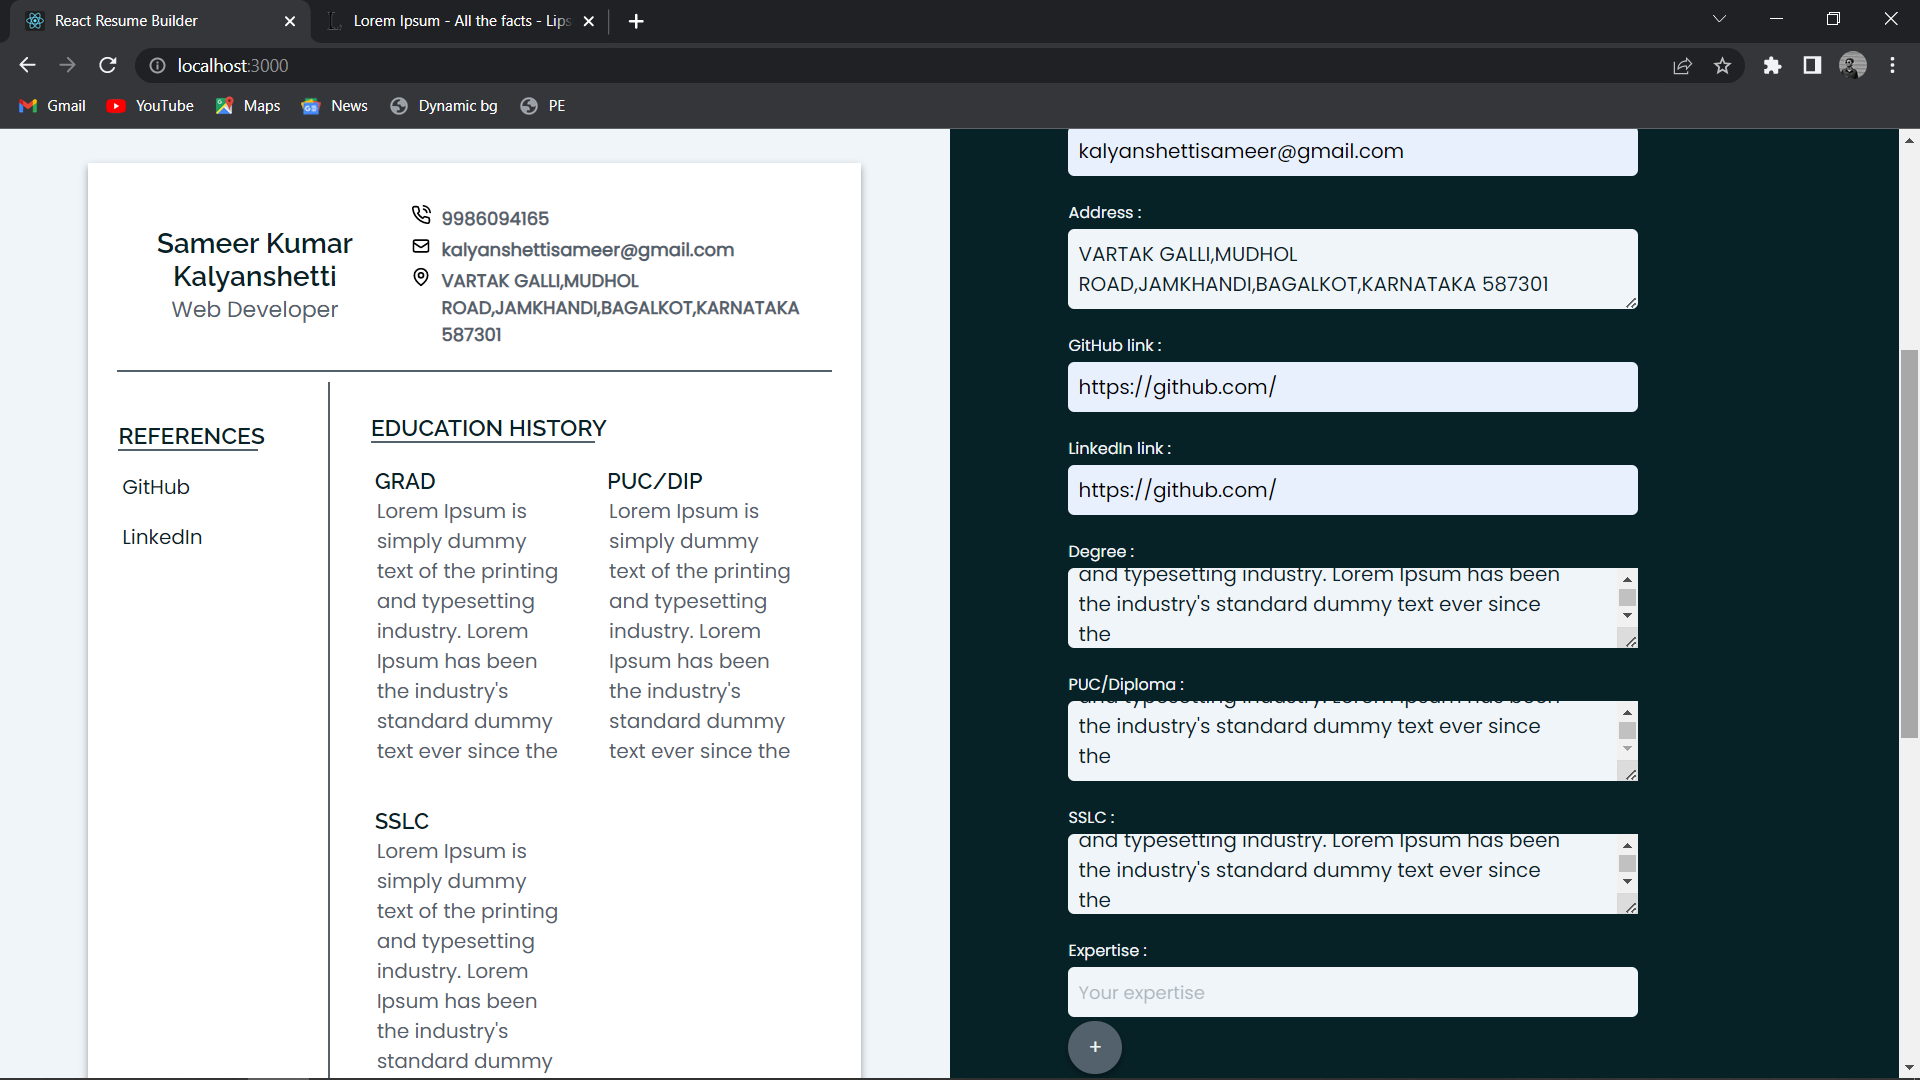 React Resume Builder
Lorem Ipsum - All the facts - Lips
localhost:3000
Gmail
YouTube
Maps
News
Dynamic bg
PE
Sameer Kumar
Kalyanshetti
Web Developer
9986094165
kalyanshettisameer@gmail.com
VARTAK GALLI,MUDHOL
ROAD,JAMKHANDI,BAGALKOT,KARNATAKA
587301
REFERENCES
GitHub
LinkedIn
EDUCATION HISTORY
GRAD
Lorem Ipsum is
simply dummy
text of the printing
and typesetting
industry. Lorem
Ipsum has been
the industry's
standard dummy
text ever since the
PUC/DIP
Lorem Ipsum is
simply dummy
text of the printing
and typesetting
industry. Lorem
Ipsum has been
the industry's
standard dummy
text ever since the
SSLC
Lorem Ipsum is
simply dummy
text of the printing
and typesetting
industry. Lorem
Ipsum has been
the industry's
standard dummy
kalyanshettisameer@gmail.com
Address :
VARTAK GALLI,MUDHOL
ROAD,JAMKHANDI,BAGALKOT,KARNATAKA 587301
GitHub link :
https://github.com/
LinkedIn link :
https://github.com/
Degree :
and typesetting industry. Lorem Ipsum has been
the industry's standard dummy text ever since
the
PUC/Diploma :
and typesetting industry. Lorem Ipsum has been
the industry's standard dummy text ever since
the
SSLC :
and typesetting industry. Lorem Ipsum has been
the industry's standard dummy text ever since
the
Expertise :
Your expertise
+